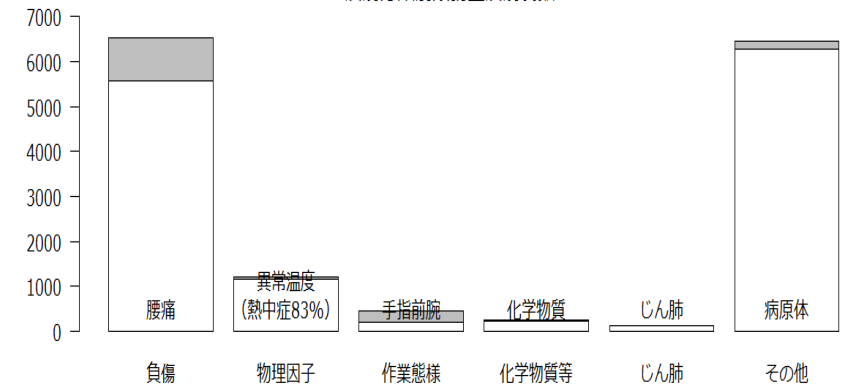 7000
6000
5000
4000
3000
2000
1000
0
腰痛
異常温度
(熱中症83%)
手指前腕
化学物質
じん肺
病原体
負傷
物理因子
作業態様
化学物質等
じん肺
その他